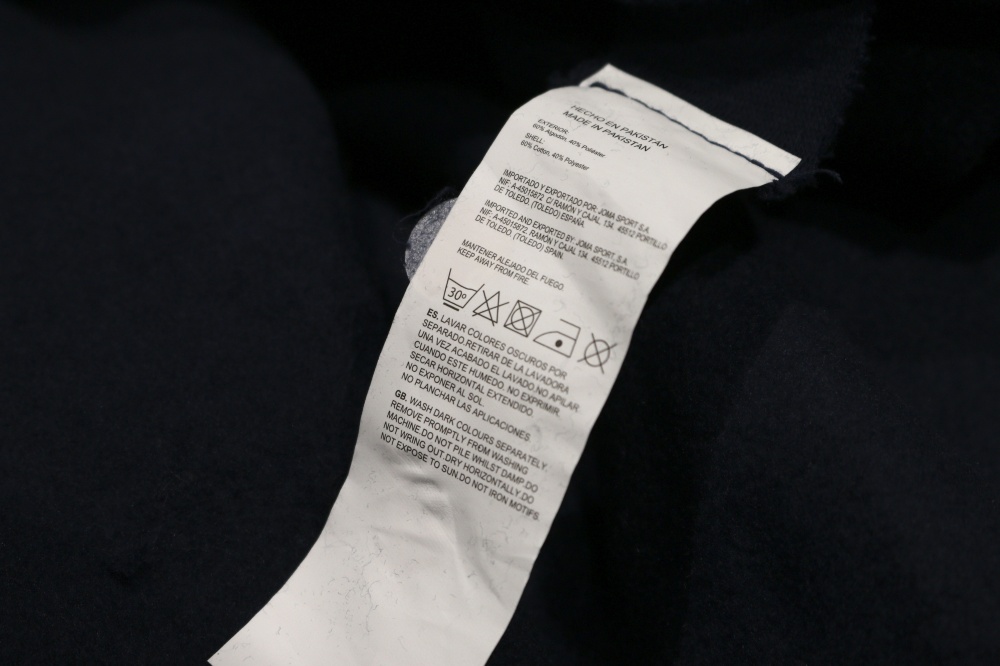 HECHO EN PAKISTAN
MADE IN PAKISTAN
EXTERIOR:
60% Algodón, 40% Poliéster
SHELL:
60% Cotton, 40% Polyester
IMPORTADO Y EXPORTADO POR: JOMA SPORT S.A.
NIF: A-45015872. C/ RAMÓN Y CAJAL 134. 45512 PORTILLO
DE TOLEDO. (TOLEDO) ESPAÑA.
IMPORTED AND EXPORTED BY: JOMA SPORT, S.A.
NIF: A-45015872. RAMÓN Y CAJAL 134. 45512 PORTILLO
DE TOLEDO. (TOLEDO) SPAIN.
MANTENER ALEJADO DEL FUEGO.
KEEP AWAY FROM FIRE.
30º
ES. LAVAR COLORES OSCUROS POR
SEPARADO.RETIRAR DE LA LAVADORA
UNA VEZ ACABADO EL LAVADO.NO APILAR
CUANDO ESTE HUMEDO. NO EXPRIMIR.
SECAR HORIZONTAL EXTENDIDO.
NO EXPONER AL SOL.
NO PLANCHAR LAS APLICACIONES.
GB. WASH DARK COLOURS SEPARATELY.
REMOVE PROMPTLY FROM WASHING
MACHINE.DO NOT PILE WHILST DAMP.DO
NOT WRING OUT.DRY HORIZONTALLY.DO
NOT EXPOSE TO SUN.DO NOT IRON MOTIFS.